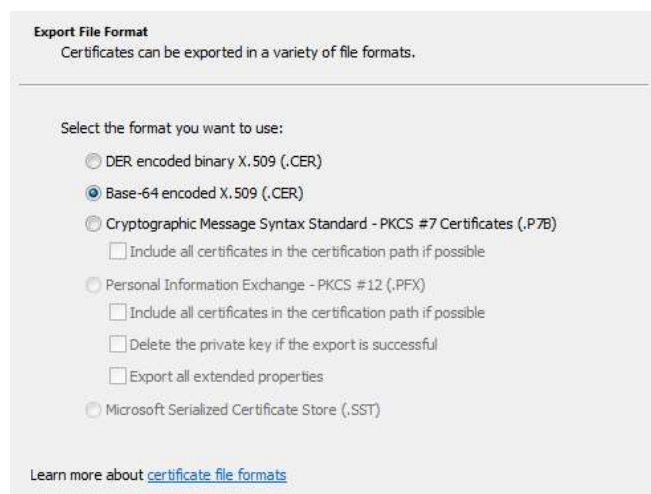 Export File Format
Certificates can be exported in a variety of file formats.
Select the format you want to use:
DER encoded binary X.509 (.CER)
Base-64 encoded X.509 (.CER)
Cryptographic Message Syntax Standard - PKCS #7 Certificates (.P7B)
Include all certificates in the certification path if possible
Personal Information Exchange - PKCS #12 (.PFX)
Include all certificates in the certification path if possible
Delete the private key if the export is successful
Export all extended properties
Microsoft Serialized Certificate Store (.SST)
Learn more about certificate file formats